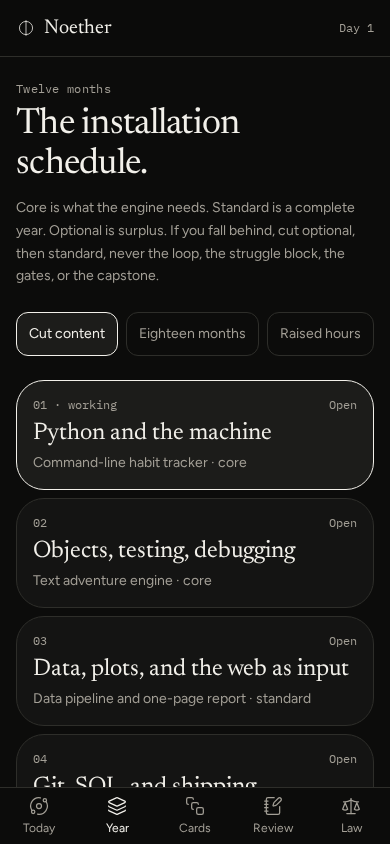 Noether
Day 1
Twelve months
The installation
schedule.
Core is what the engine needs. Standard is a complete
year. Optional is surplus. If you fall behind, cut optional,
then standard, never the loop, the struggle block, the
gates, or the capstone.
Cut content
Eighteen months
Raised hours
01 · working
Open
Python and the machine
Command-line habit tracker · core
02
Open
Objects, testing, debugging
Text adventure engine · core
03
Open
Data, plots, and the web as input
Data pipeline and one-page report · standard
04
Open
Git, SQL, and shipping
Today
Year
Cards
Review
Law